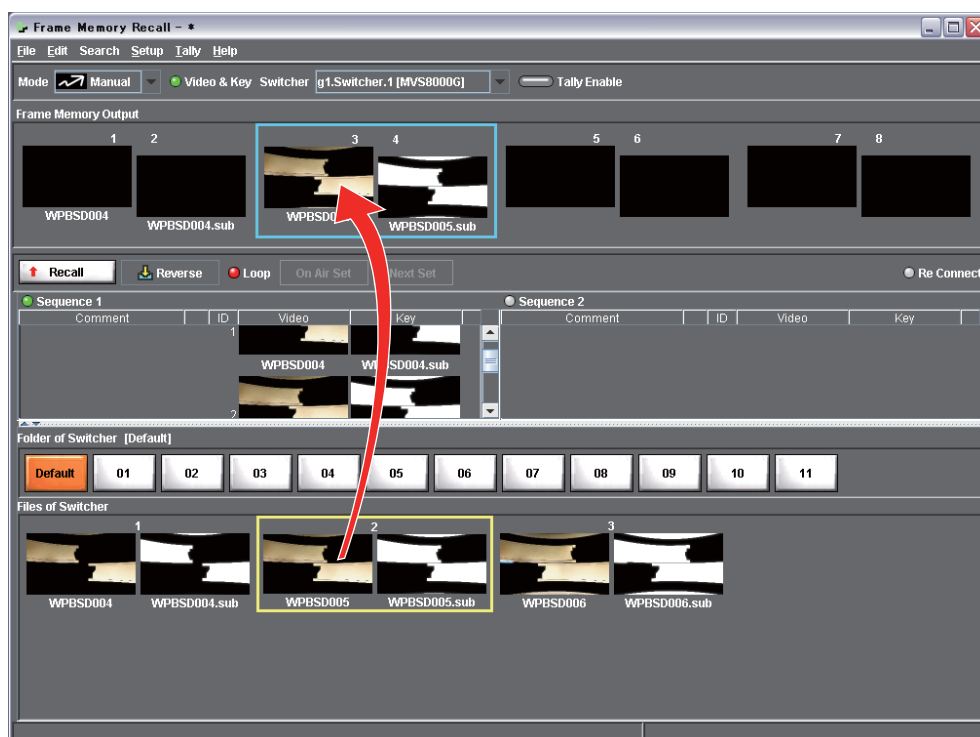 Frame Memory Recall - *
File Edit Search Setup Tally Help
Mode Manual Video & Key Switcher g1.Switcher.1 [MVS8000G] Tally Enable
Frame Memory Output
1 2 3 4 5 6 7 8
WPBSD004 WPBSD004.sub WPBSD0 WPBSD005.sub
Recall Reverse Loop On Air Set Next Set Re Connect
Sequence 1 Sequence 2
Comment ID Video Key Comment ID Video Key
1
WPBSD004 WPBSD004.sub
2
Folder of Switcher [Default]
Default 01 02 03 04 05 06 07 08 09 10 11
Files of Switcher
1 2 3
WPBSD004 WPBSD004.sub WPBSD005 WPBSD005.sub WPBSD006 WPBSD006.sub